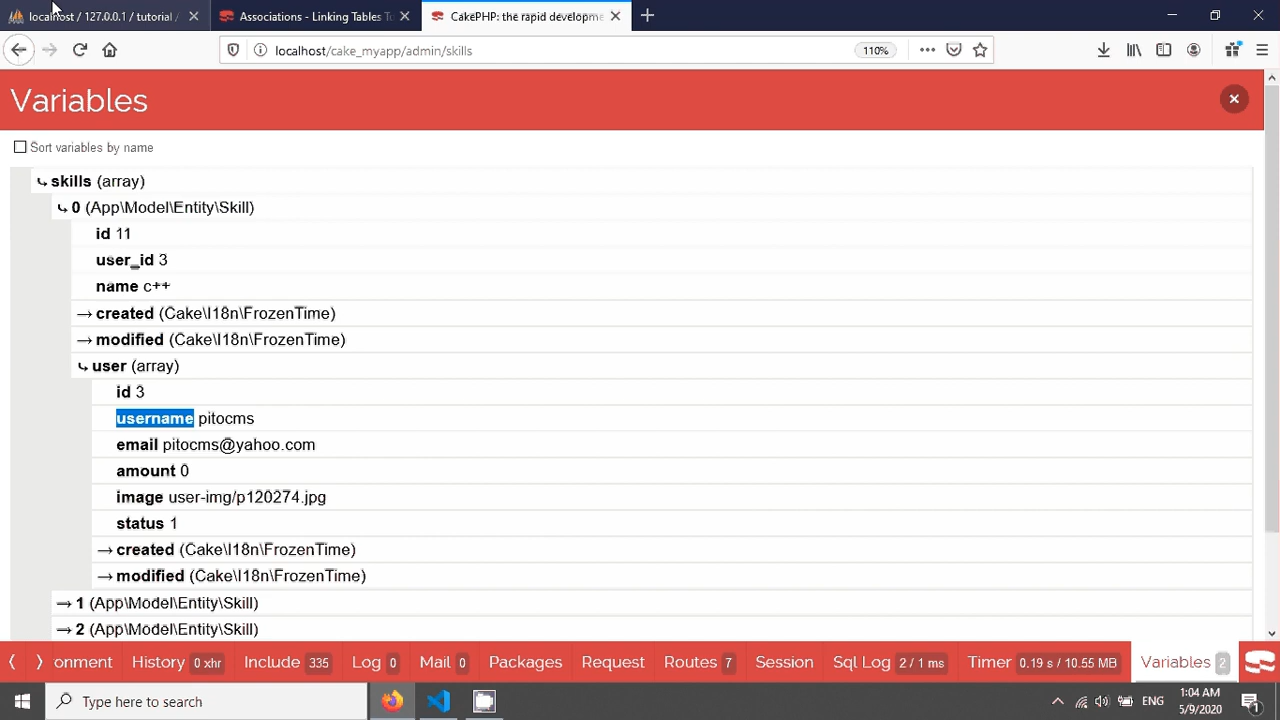 localhost / 127.0.0.1 / tutorial /
Associations - Linking Tables To
CakePHP: the rapid developme
localhost/cake_myapp/admin/skills
110%
Variables
Sort variables by name
skills (array)
0 (App\Model\Entity\Skill)
id 11
user_id 3
name c++
created (Cake\I18n\FrozenTime)
modified (Cake\I18n\FrozenTime)
user (array)
id 3
username pitocms
email pitocms@yahoo.com
amount 0
image user-img/p120274.jpg
status 1
created (Cake\I18n\FrozenTime)
modified (Cake\I18n\FrozenTime)
1 (App\Model\Entity\Skill)
2 (App\Model\Entity\Skill)
onment History 0 xhr Include 335 Log 0 Mail 0 Packages Request Routes 7 Session Sql Log 2 / 1 ms Timer 0.19 s / 10.55 MB Variables 2
Type here to search
ENG
1:04 AM
5/9/2020
1